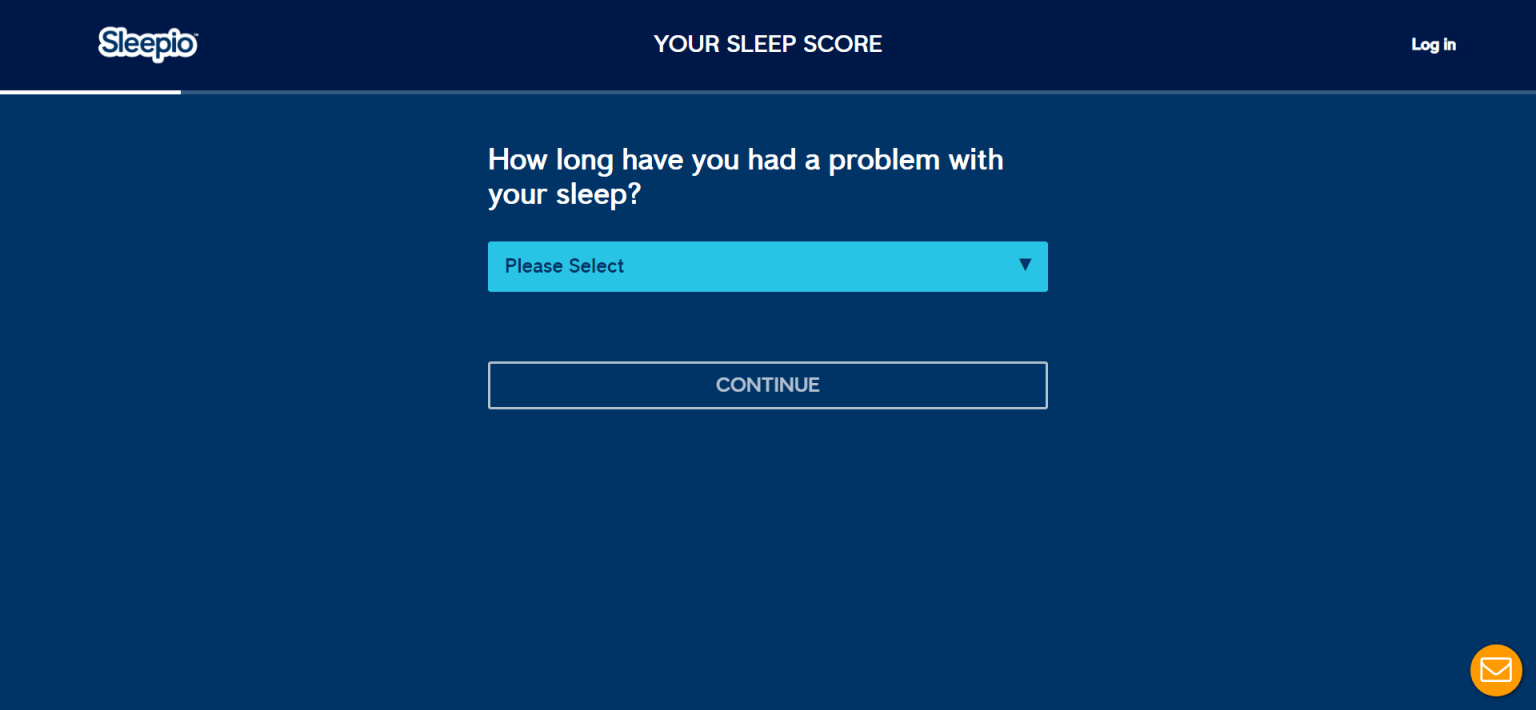 Sleepio™
YOUR SLEEP SCORE
Log in
How long have you had a problem with
your sleep?
Please Select
CONTINUE